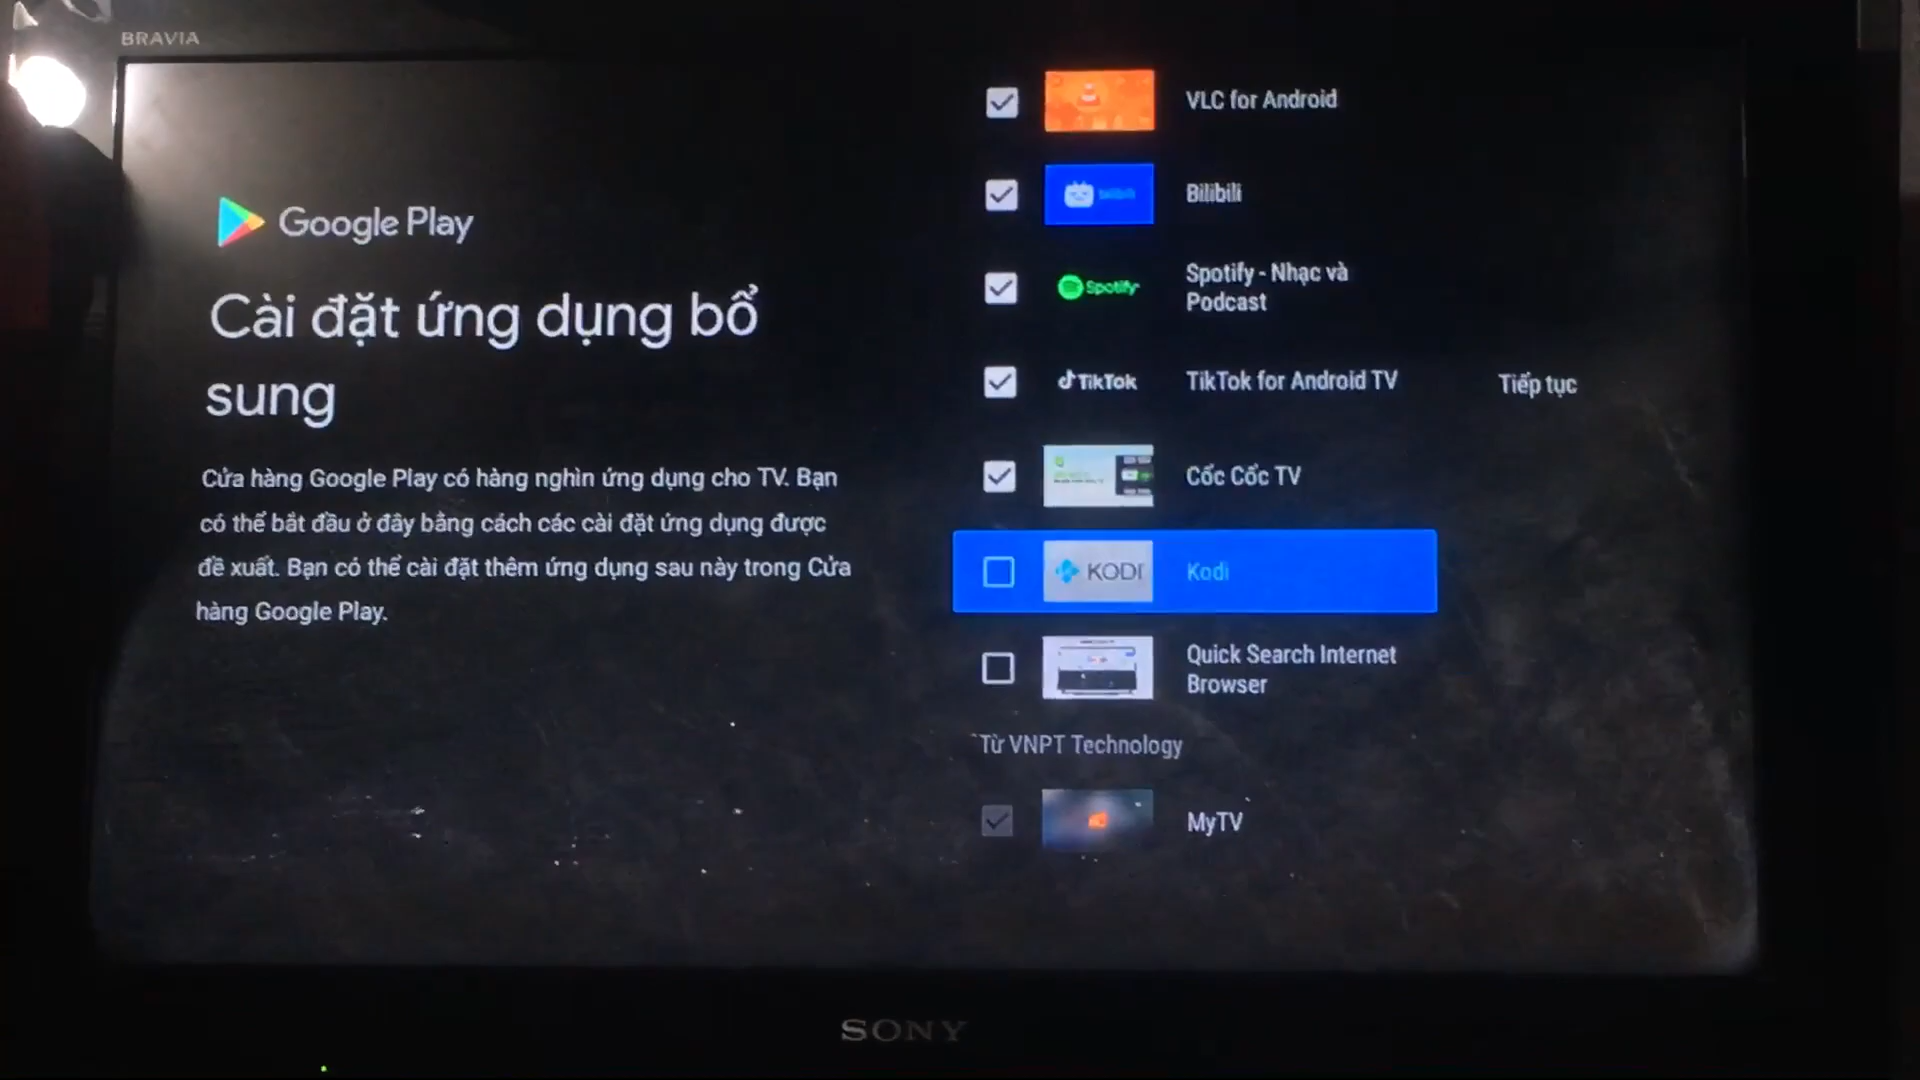 BRAVIA
Google Play
Cài đặt ứng dụng bổ
sung
Cửa hàng Google Play có hàng nghìn ứng dụng cho TV. Bạn
có thể bắt đầu ở đây bằng cách các cài đặt ứng dụng được
đề xuất. Bạn có thể cài đặt thêm ứng dụng sau này trong Cửa
hàng Google Play.
VLC for Android
bilibili
Bilibili
Spotify
Spotify - Nhạc và
Podcast
TikTok
TikTok for Android TV
Tiếp tục
Cốc Cốc TV
KODI
Kodi
Quick Search Internet
Browser
Từ VNPT Technology
MyTV
SONY